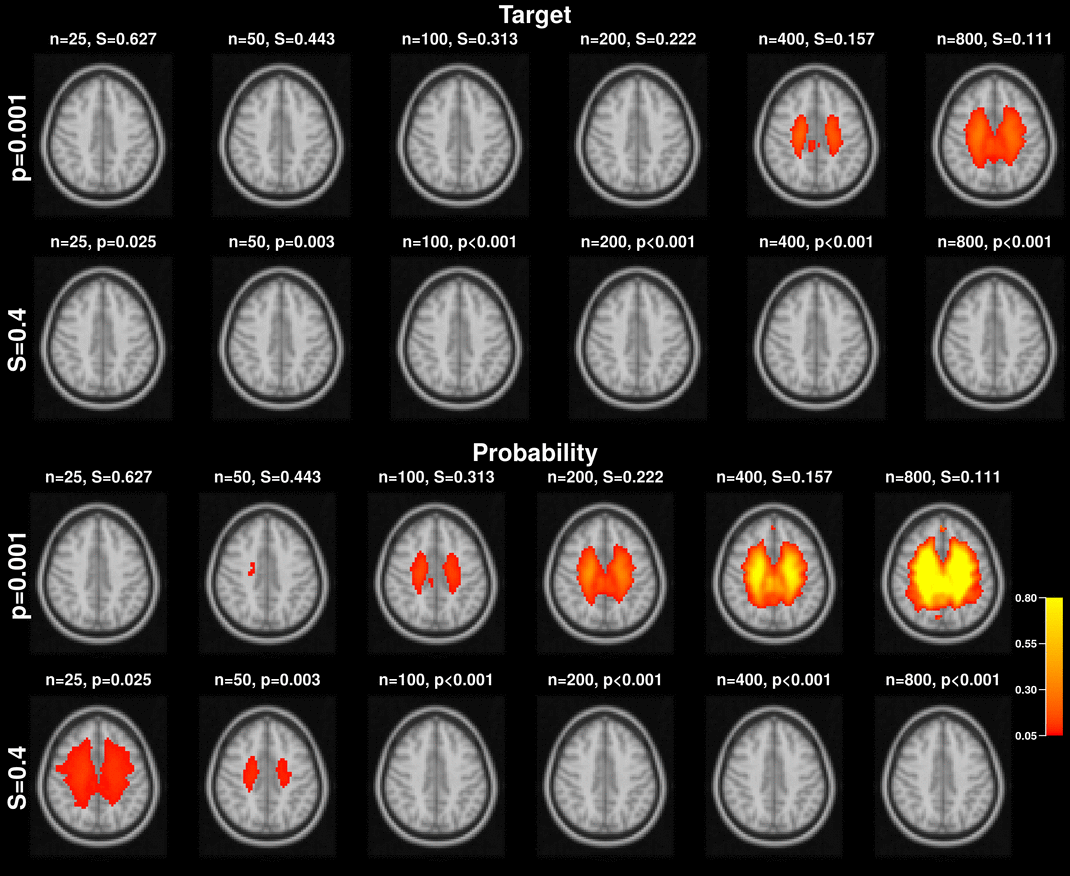 Target
n=25, S=0.627 n=50, S=0.443 n=100, S=0.313 n=200, S=0.222 n=400, S=0.157 n=800, S=0.111
p=0.001
n=25, p=0.025 n=50, p=0.003 n=100, p<0.001 n=200, p<0.001 n=400, p<0.001 n=800, p<0.001
S=0.4
Probability
n=25, S=0.627 n=50, S=0.443 n=100, S=0.313 n=200, S=0.222 n=400, S=0.157 n=800, S=0.111
p=0.001
0.80
0.55
0.30
0.05
n=25, p=0.025 n=50, p=0.003 n=100, p<0.001 n=200, p<0.001 n=400, p<0.001 n=800, p<0.001
S=0.4